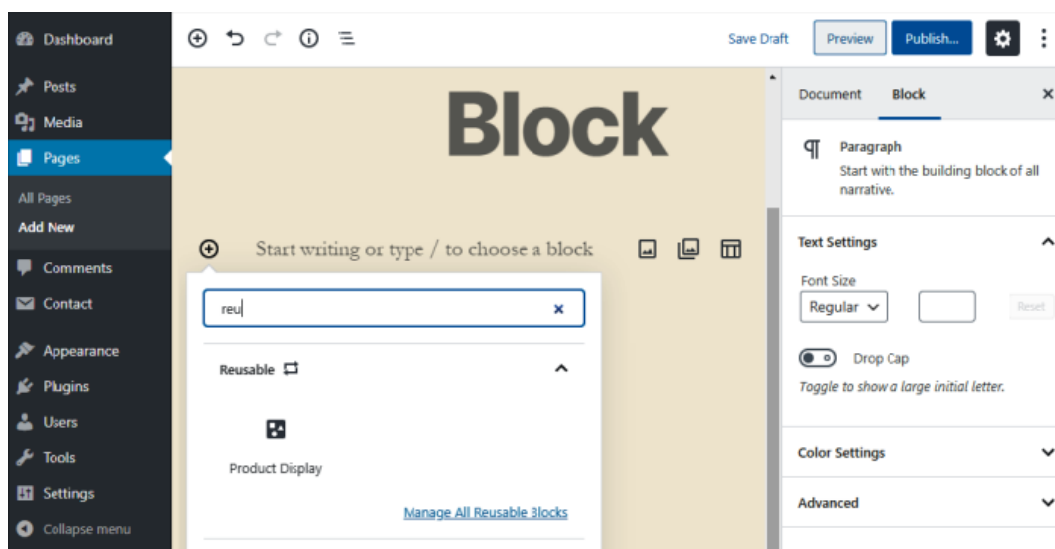 Dashboard
Posts
Media
Pages
All Pages
Add New
Comments
Contact
Appearance
Plugins
Users
Tools
Settings
Collapse menu
Save Draft
Preview
Publish...
Block
Start writing or type / to choose a block
reu
Reusable
Product Display
Manage All Reusable Blocks
Document Block
Paragraph
Start with the building block of all
narrative.
Text Settings
Font Size
Regular
Reset
Drop Cap
Toggle to show a large initial letter.
Color Settings
Advanced